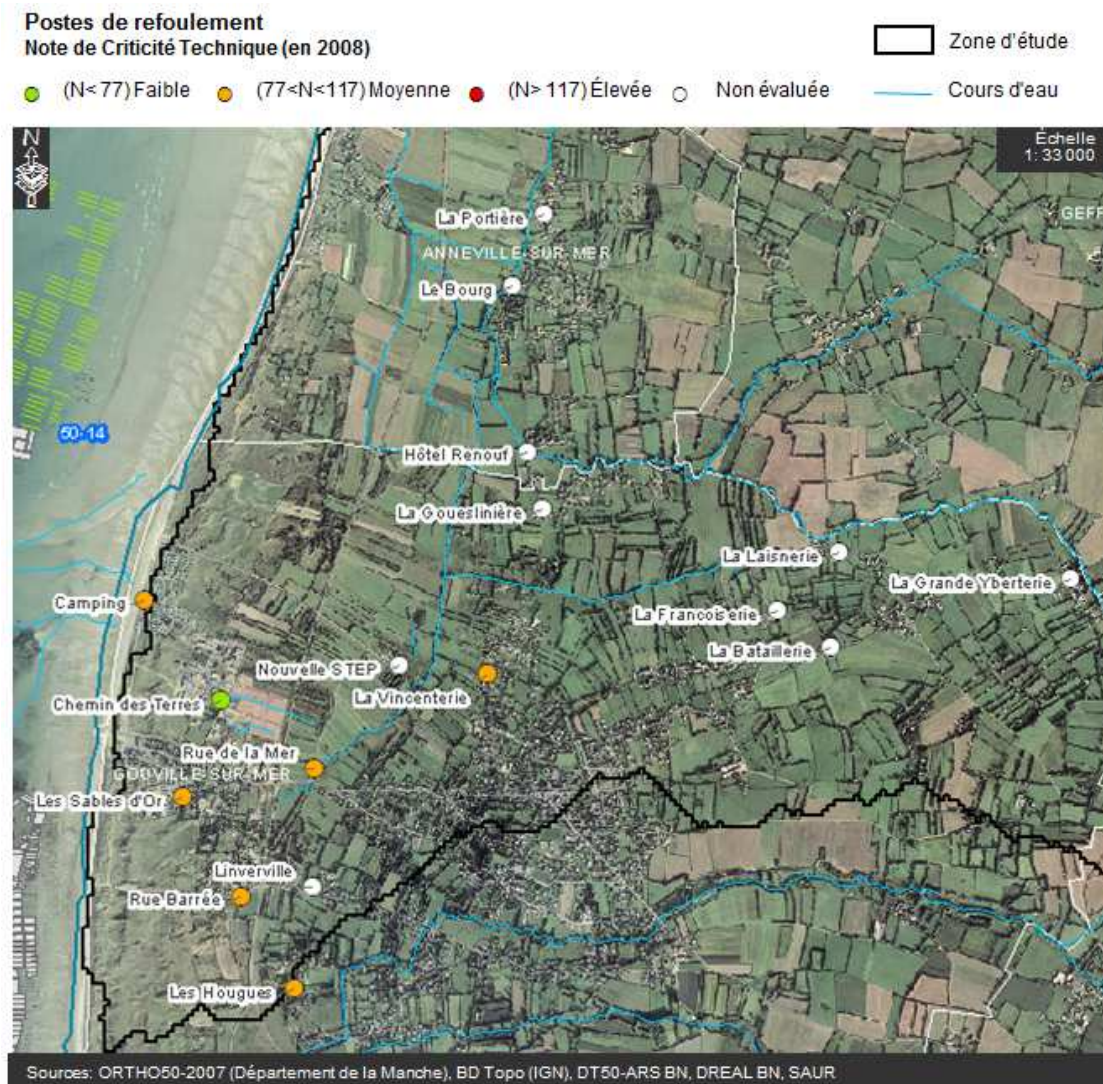 Postes de refoulement
Note de Criticité Technique (en 2008)
Zone d'étude
(N< 77) Faible
(77<N<117) Moyenne
(N> 117) Élevée
Non évaluée
Cours d'eau
N
Échelle
1: 33 000
La Portière
GEFF
ANNEVILLE-SUR-MER
Le Bourg
50-14
Hôtel Renouf
La Goueslinière
La Laisnerie
La Grande Yberterie
Camping
La Francoiserie
La Bataillerie
Nouvelle STEP
La Vincenterie
Chemin des Terres
Rue de la Mer
GOUVILLE-SUR-MER
Les Sables d'Or
Linverville
Rue Barrée
Les Hougues
Sources: ORTHO50-2007 (Département de la Manche), BD Topo (IGN), DT50-ARS BN, DREAL BN, SAUR